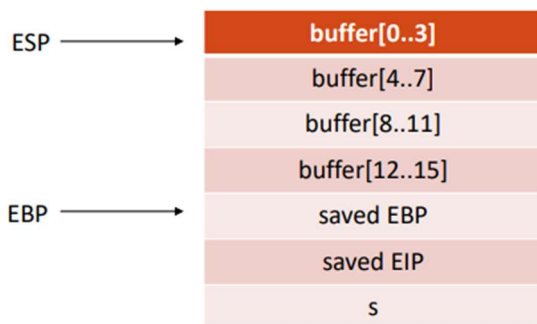 ESP
buffer[0..3]
buffer[4..7]
buffer[8..11]
buffer[12..15]
EBP
saved EBP
saved EIP
s